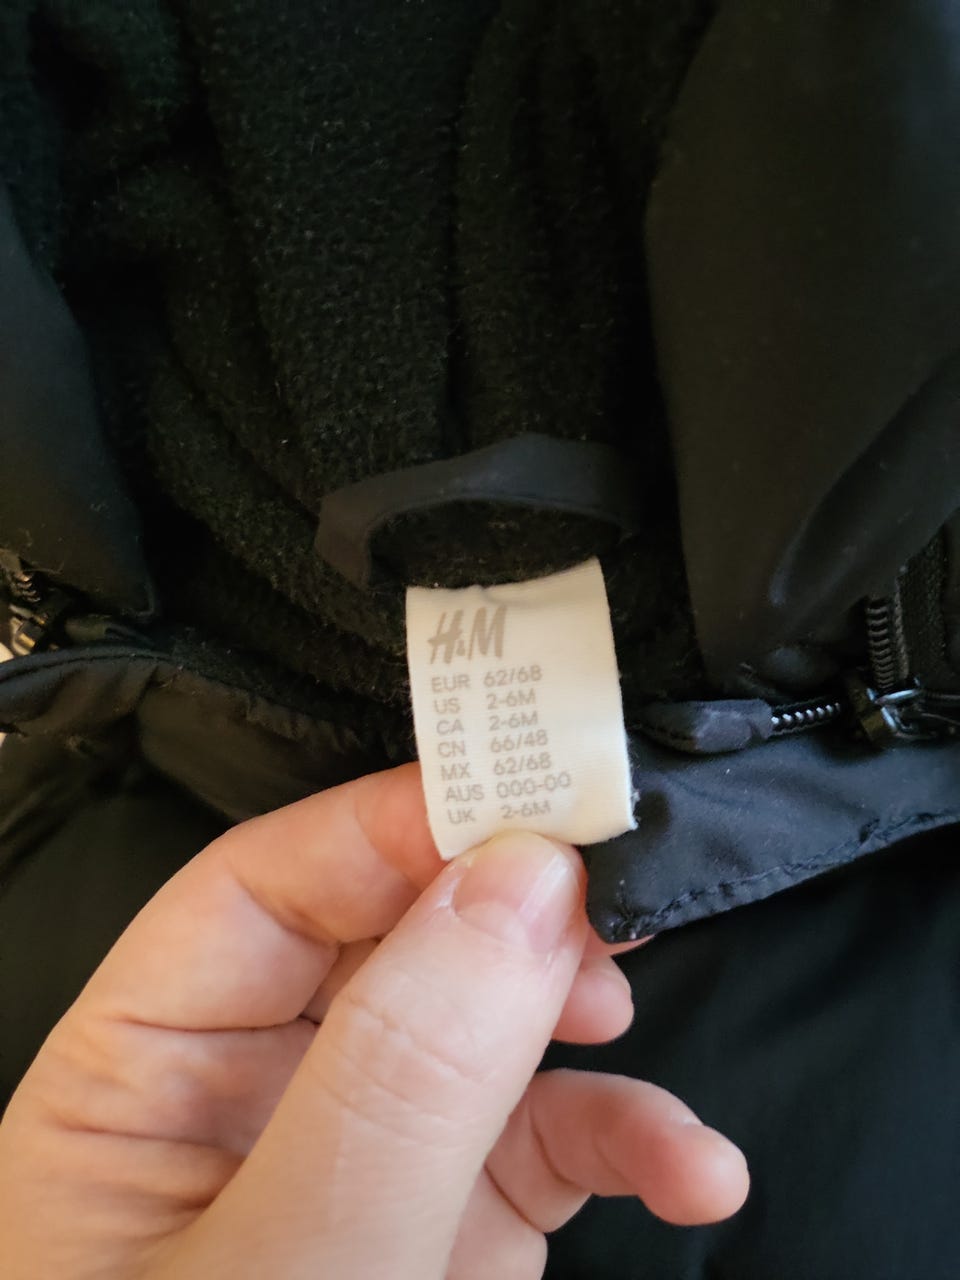 H&M
EUR 62/68
US 2-6M
CA 2-6M
CN 66/48
MX 62/68
AUS 000-00
UK 2-6M